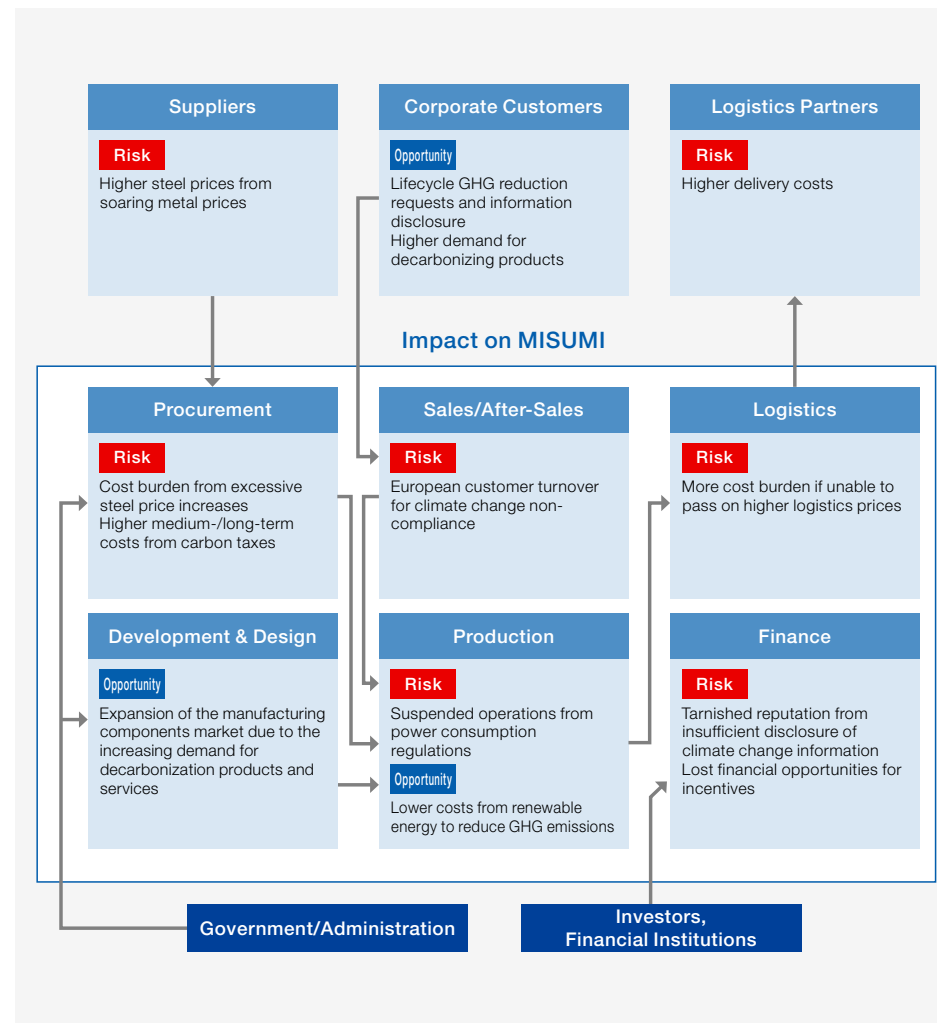 Suppliers
Risk
Higher steel prices from
soaring metal prices
Corporate Customers
Opportunity
Lifecycle GHG reduction
requests and information
disclosure
Higher demand for
decarbonizing products
Logistics Partners
Risk
Higher delivery costs
Impact on MISUMI
Procurement
Risk
Cost burden from excessive
steel price increases
Higher medium-/long-term
costs from carbon taxes
Sales/After-Sales
Risk
European customer turnover
for climate change non-
compliance
Logistics
Risk
More cost burden if unable to
pass on higher logistics prices
Development & Design
Opportunity
Expansion of the manufacturing
components market due to the
increasing demand for
decarbonization products and
services
Production
Risk
Suspended operations from
power consumption
regulations
Opportunity
Lower costs from renewable
energy to reduce GHG emissions
Finance
Risk
Tarnished reputation from
insufficient disclosure of
climate change information
Lost financial opportunities for
incentives
Government/Administration
Investors,
Financial Institutions